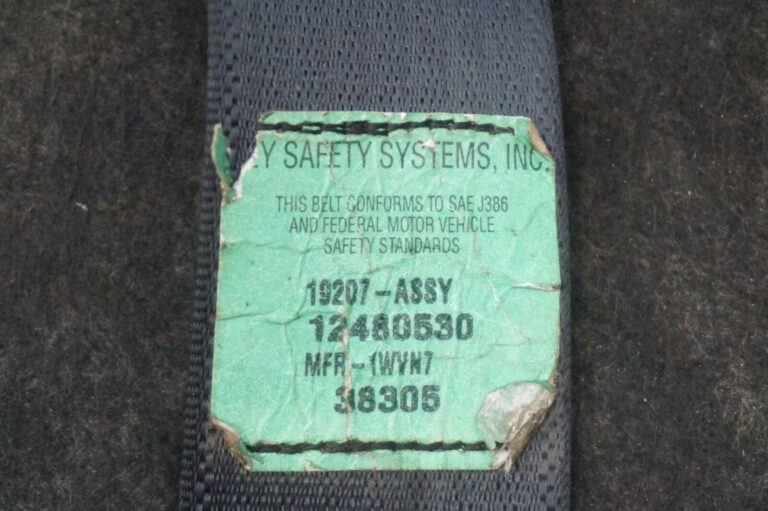 SAFETY SYSTEMS, INC.
THIS BELT CONFORMS TO SAE J386
AND FEDERAL MOTOR VEHICLE
SAFETY STANDARDS
19207-ASSY
12480530
MFR-1WVN7
38305